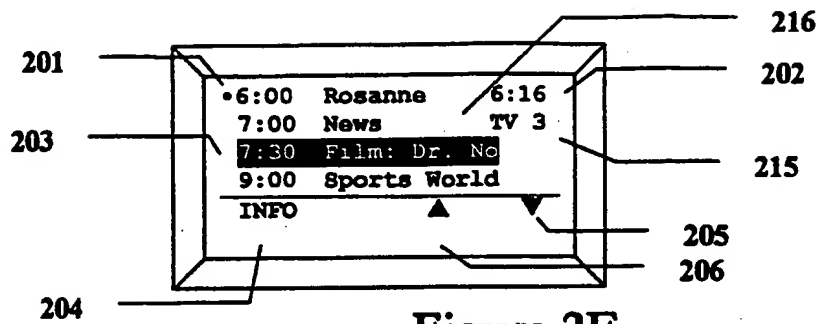 216
201
202
•6:00 Rosanne 6:16
7:00 News TV 3
203
7:30 Film: Dr. No
215
9:00 Sports World
INFO ▲ ▼
205
206
204